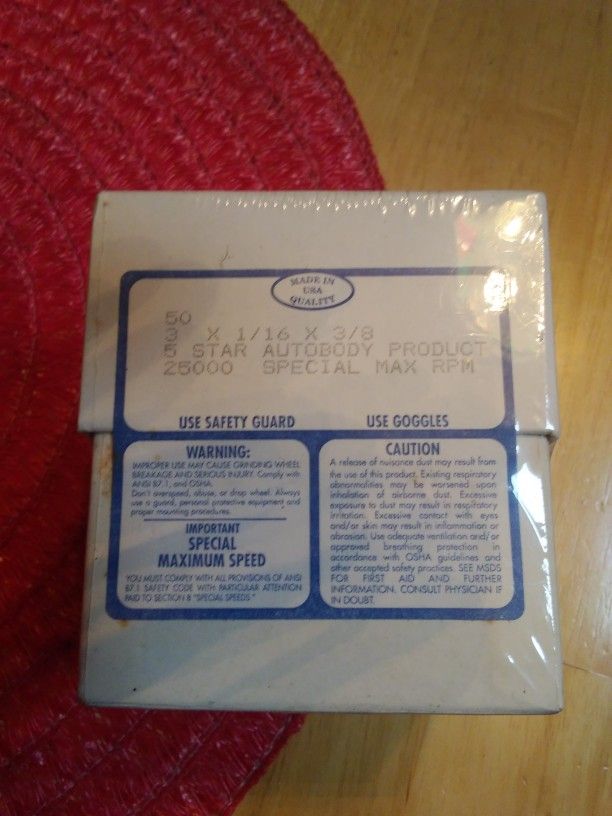 MADE IN
USA
QUALITY
50
3 X 1/16 X 3/8
5 STAR AUTOBODY PRODUCT
25000 SPECIAL MAX RPM
USE SAFETY GUARD
USE GOGGLES
WARNING:
IMPROPER USE MAY CAUSE GRINDING WHEEL
BREAKAGE AND SERIOUS INJURY. Comply with
ANSI B7.1, and OSHA.
Don't overspeed, abuse, or drop wheel. Always
use a guard, personal protective equipment and
proper mounting procedures.
IMPORTANT
SPECIAL
MAXIMUM SPEED
YOU MUST COMPLY WITH ALL PROVISIONS OF ANSI
B7.1 SAFETY CODE WITH PARTICULAR ATTENTION
PAID TO SECTION 8 "SPECIAL SPEEDS."
CAUTION
A release of nuisance dust may result from
the use of this product. Existing respiratory
abnormalities may be worsened upon
inhalation of airborne dust. Excessive
exposure to dust may result in respiratory
irritation. Excessive contact with eyes
and/or skin may result in inflammation or
abrasion. Use adequate ventilation and/or
approved breathing protection in
accordance with OSHA guidelines and
other accepted safety practices. SEE MSDS
FOR FIRST AID AND FURTHER
INFORMATION. CONSULT PHYSICIAN IF
IN DOUBT.